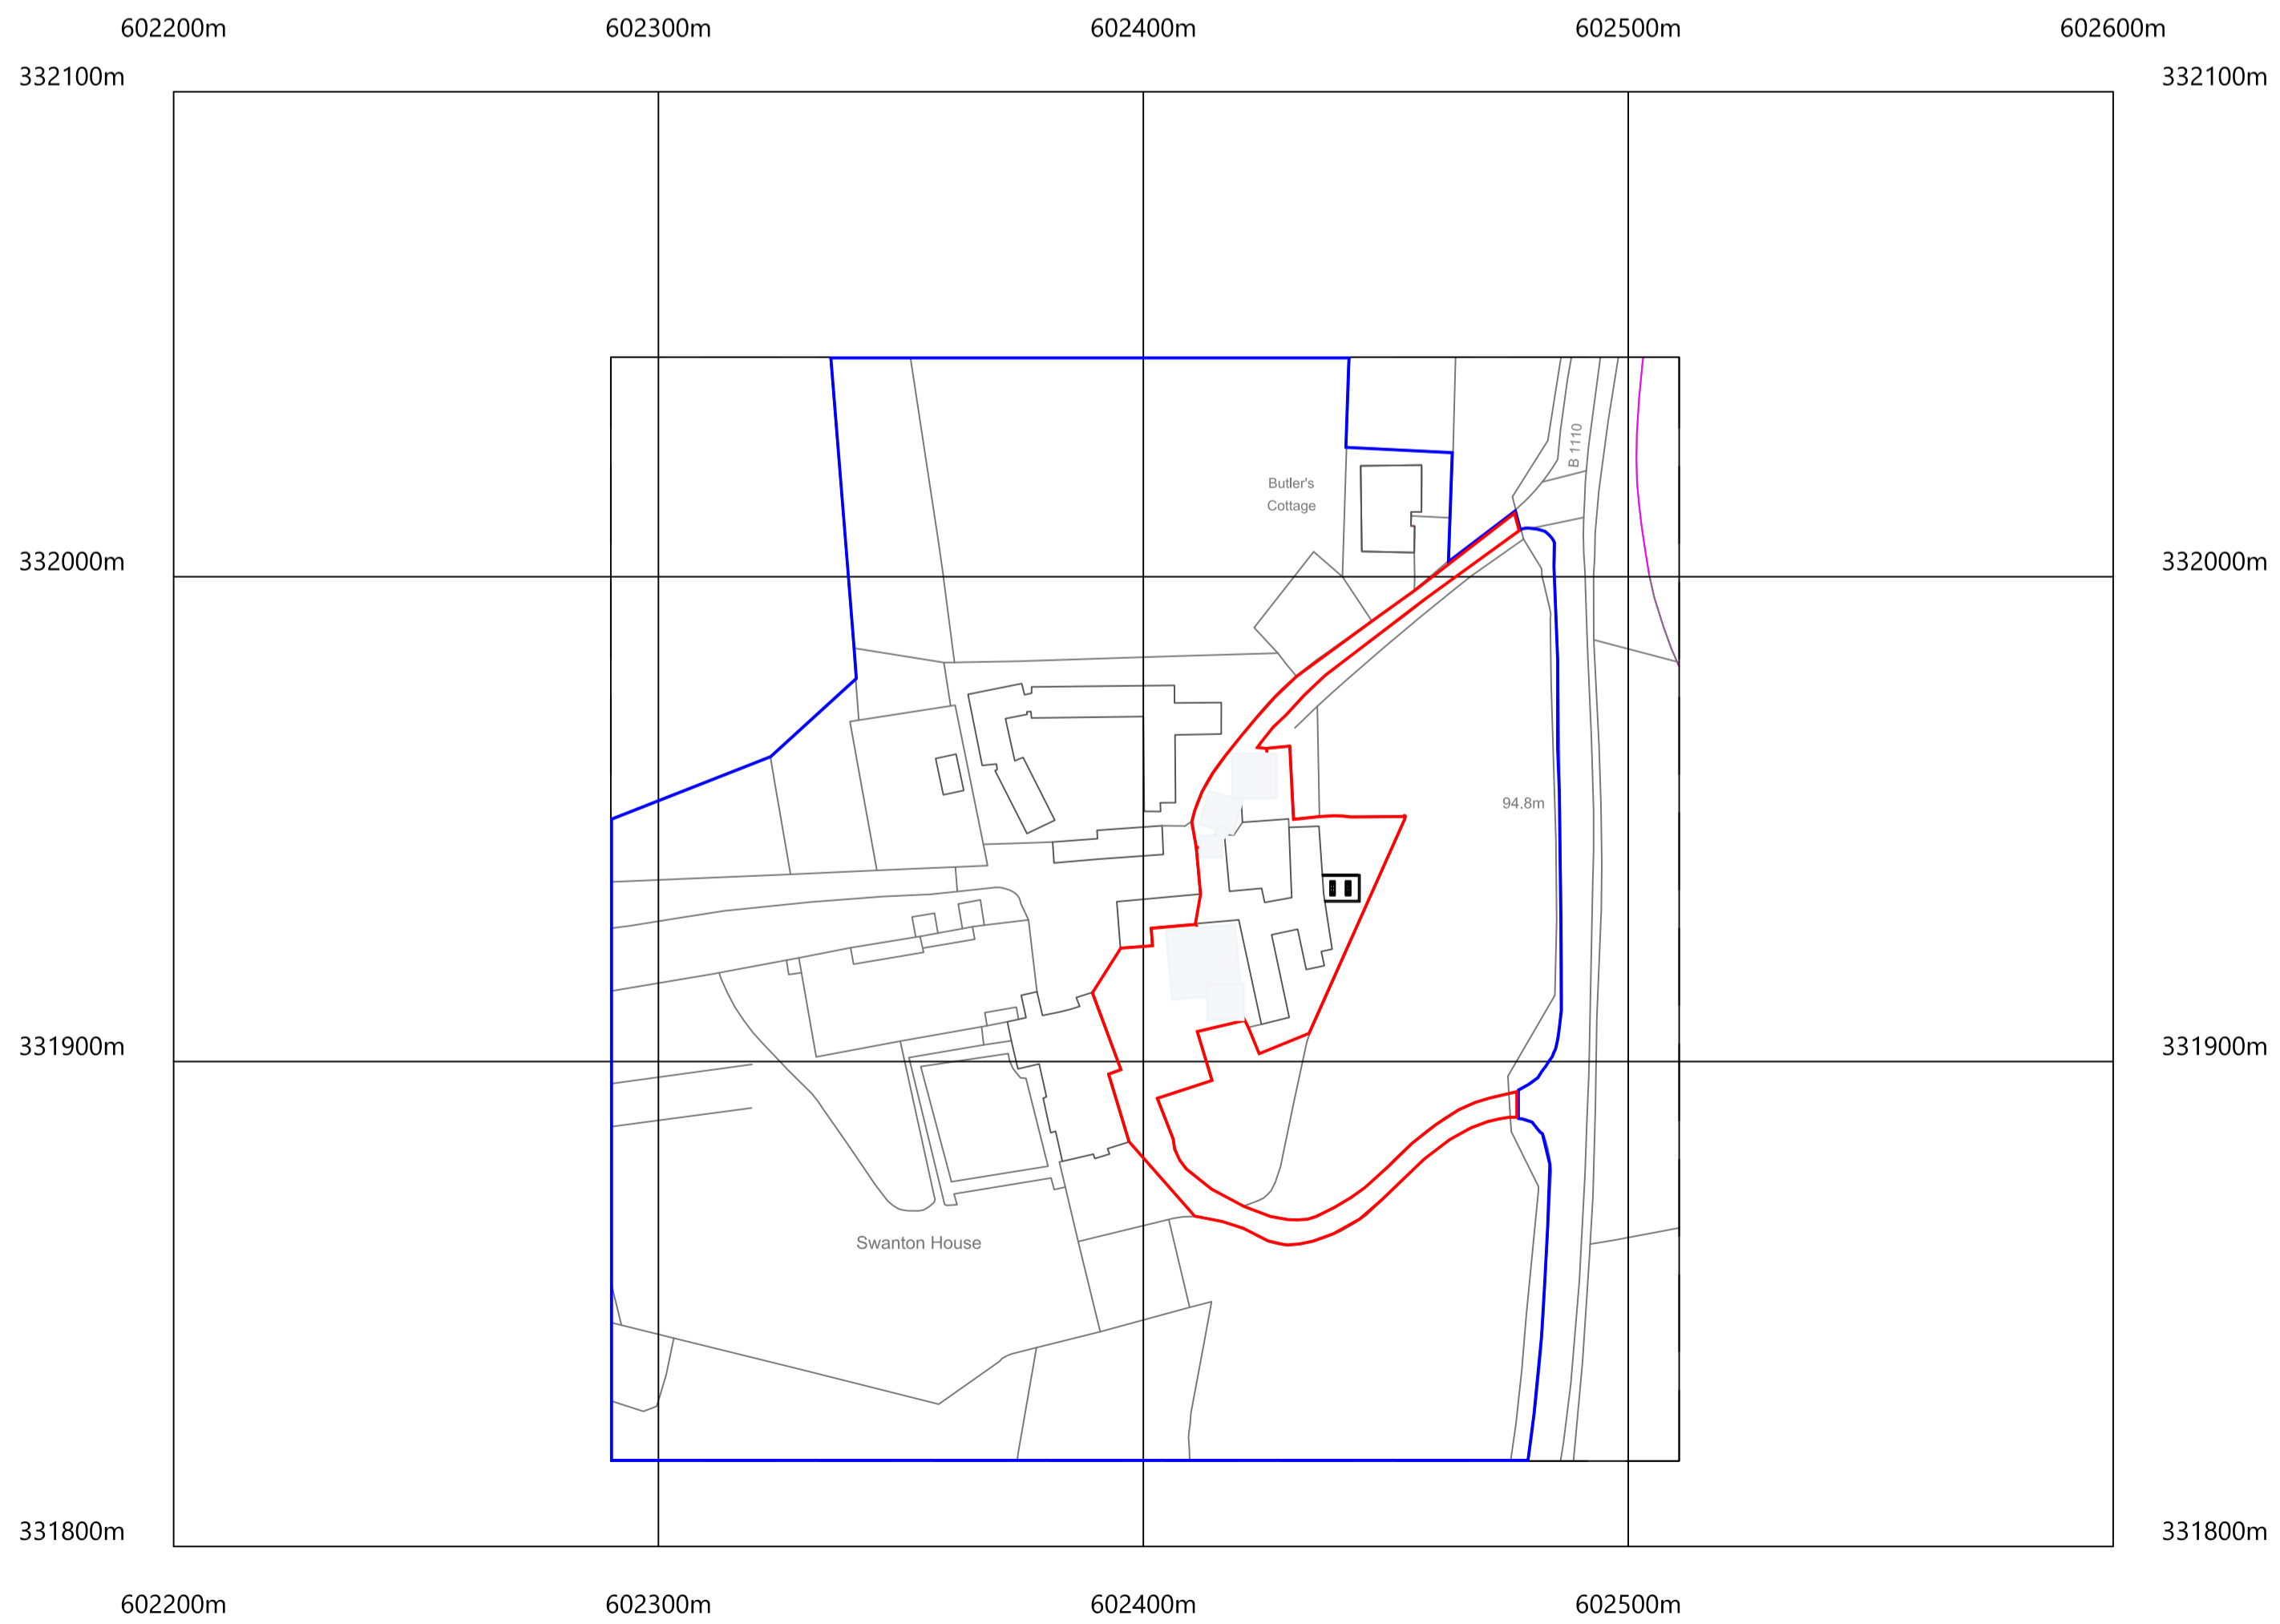 602200m 602300m 602400m 602500m 602600m
332100m 332100m
B 1110
Butler's
Cottage
332000m 332000m
94.8m
331900m 331900m
Swanton House
331800m 331800m
602200m 602300m 602400m 602500m